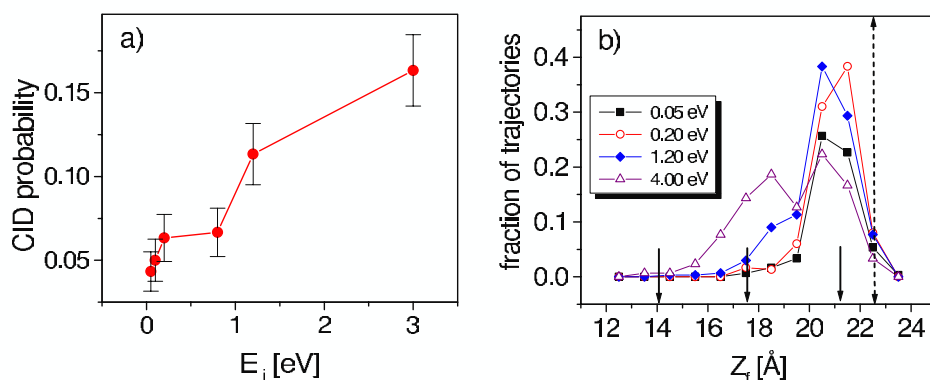 a)
CID probability
0.15
0.10
0.05
0
1
2
3
E_i [eV]
b)
fraction of trajectories
0.4
0.3
0.2
0.1
0.0
0.05 eV
0.20 eV
1.20 eV
4.00 eV
12
14
16
18
20
22
24
Z_f [Å]